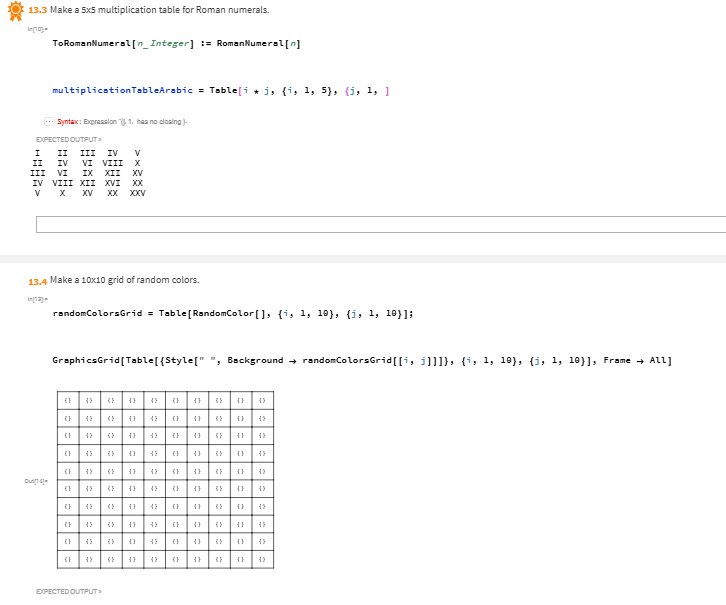 13.3 Make a 5x5 multiplication table for Roman numerals.
In[10]:=
ToRomanNumeral[n_Integer] := RomanNumeral[n]
multiplicationTableArabic = Table[i * j, {i, 1, 5}, {j, 1, ]
··· Syntax: Expression "{j, 1, has no closing }.
EXPECTED OUTPUT»
I II III IV V
II IV VI VIII X
III VI IX XII XV
IV VIII XII XVI XX
V X XV XX XXV
13.4 Make a 10x10 grid of random colors.
In[13]:=
randomColorsGrid = Table[RandomColor[], {i, 1, 10}, {j, 1, 10}];
GraphicsGrid[Table[{Style[" ", Background → randomColorsGrid[[i, j]]]}, {i, 1, 10}, {j, 1, 10}], Frame → All]
{} {} {} {} {} {} {} {} {} {}
{} {} {} {} {} {} {} {} {} {}
{} {} {} {} {} {} {} {} {} {}
{} {} {} {} {} {} {} {} {} {}
{} {} {} {} {} {} {} {} {} {}
Out[14]=
{} {} {} {} {} {} {} {} {} {}
{} {} {} {} {} {} {} {} {} {}
{} {} {} {} {} {} {} {} {} {}
{} {} {} {} {} {} {} {} {} {}
{} {} {} {} {} {} {} {} {} {}
EXPECTED OUTPUT»